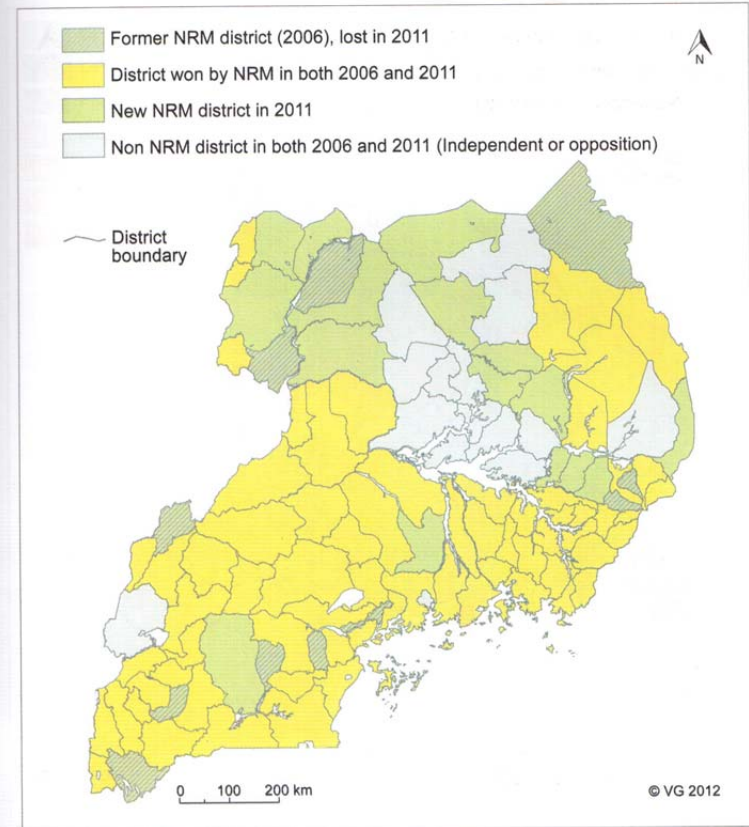 Former NRM district (2006), lost in 2011
District won by NRM in both 2006 and 2011
New NRM district in 2011
Non NRM district in both 2006 and 2011 (Independent or opposition)
N
District
boundary
0 100 200 km
© VG 2012